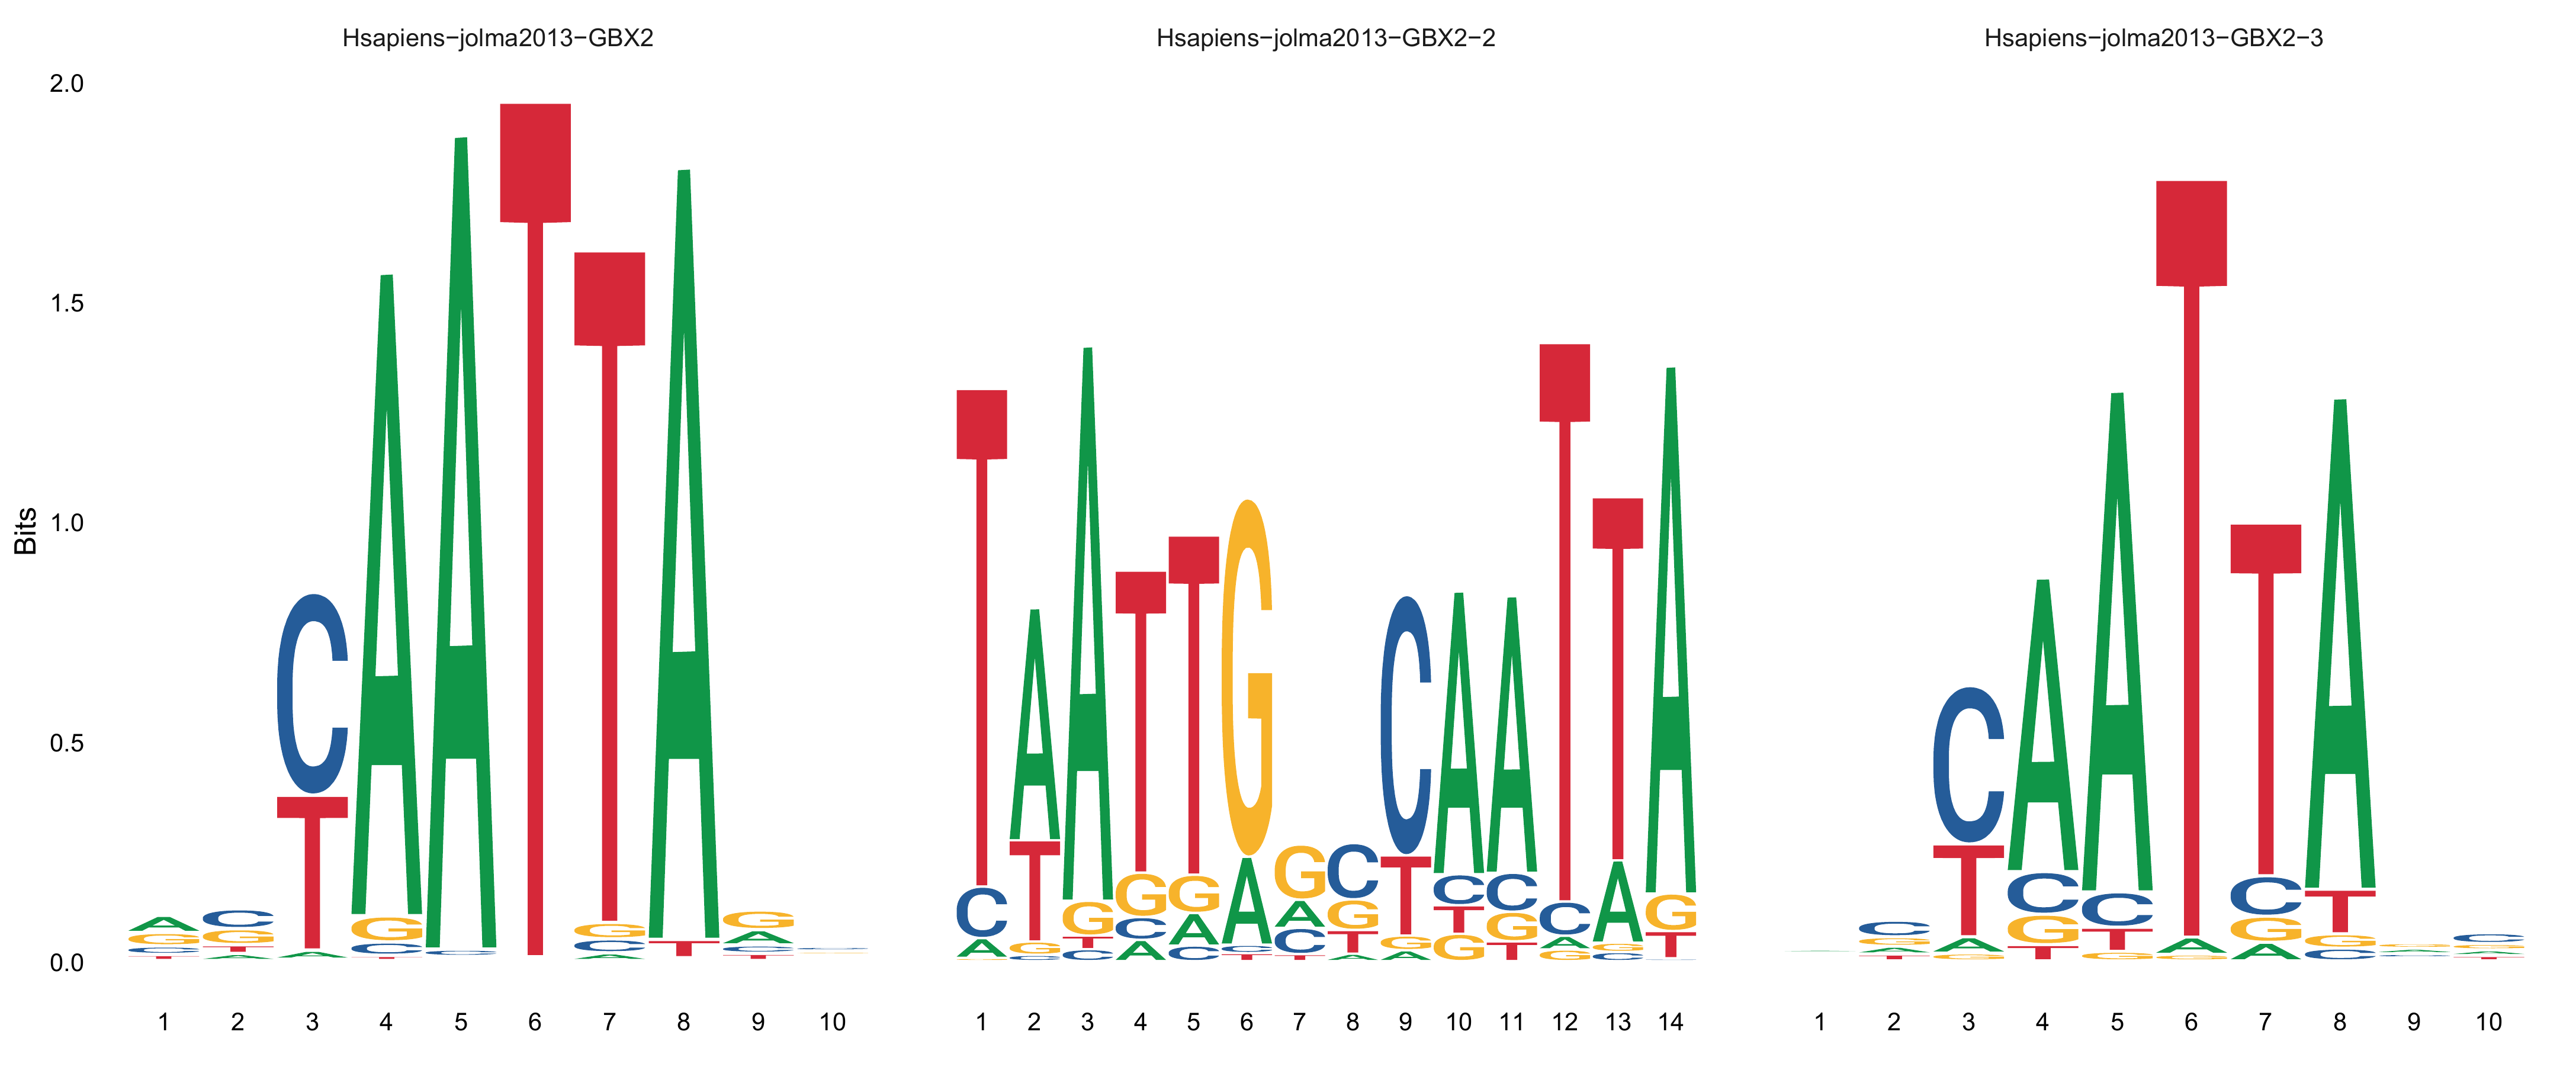 Hsapiens−jolma2013−GBX2
Hsapiens−jolma2013−GBX2−2
Hsapiens−jolma2013−GBX2−3
2.0
1.5
1.0
0.5
0.0
Bits
1 2 3 4 5 6 7 8 9 10
1 2 3 4 5 6 7 8 9 10 11 12 13 14
1 2 3 4 5 6 7 8 9 10